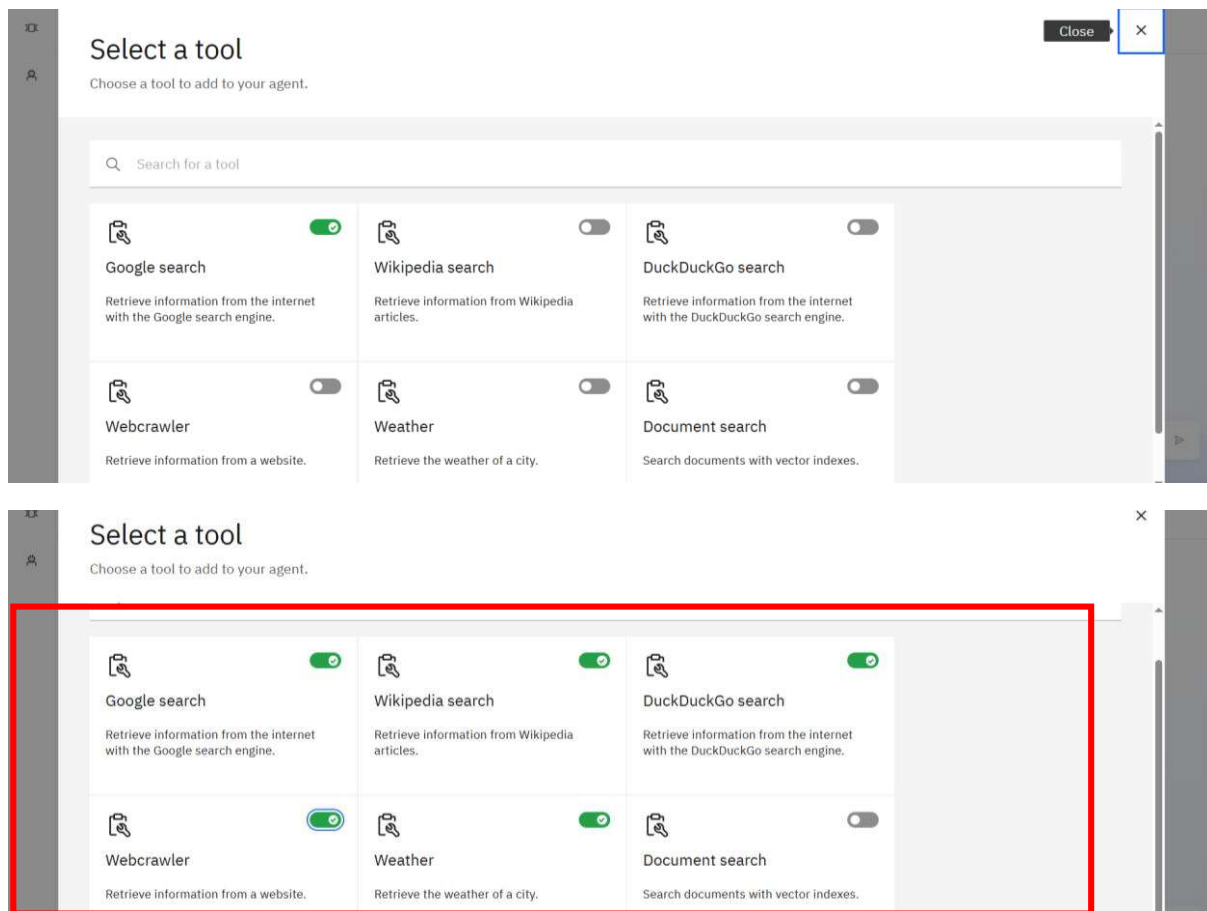 Close
Select a tool
Choose a tool to add to your agent.
Search for a tool
Google search
Retrieve information from the internet
with the Google search engine.
Wikipedia search
Retrieve information from Wikipedia
articles.
DuckDuckGo search
Retrieve information from the internet
with the DuckDuckGo search engine.
Webcrawler
Retrieve information from a website.
Weather
Retrieve the weather of a city.
Document search
Search documents with vector indexes.
Select a tool
Choose a tool to add to your agent.
Google search
Retrieve information from the internet
with the Google search engine.
Wikipedia search
Retrieve information from Wikipedia
articles.
DuckDuckGo search
Retrieve information from the internet
with the DuckDuckGo search engine.
Webcrawler
Retrieve information from a website.
Weather
Retrieve the weather of a city.
Document search
Search documents with vector indexes.